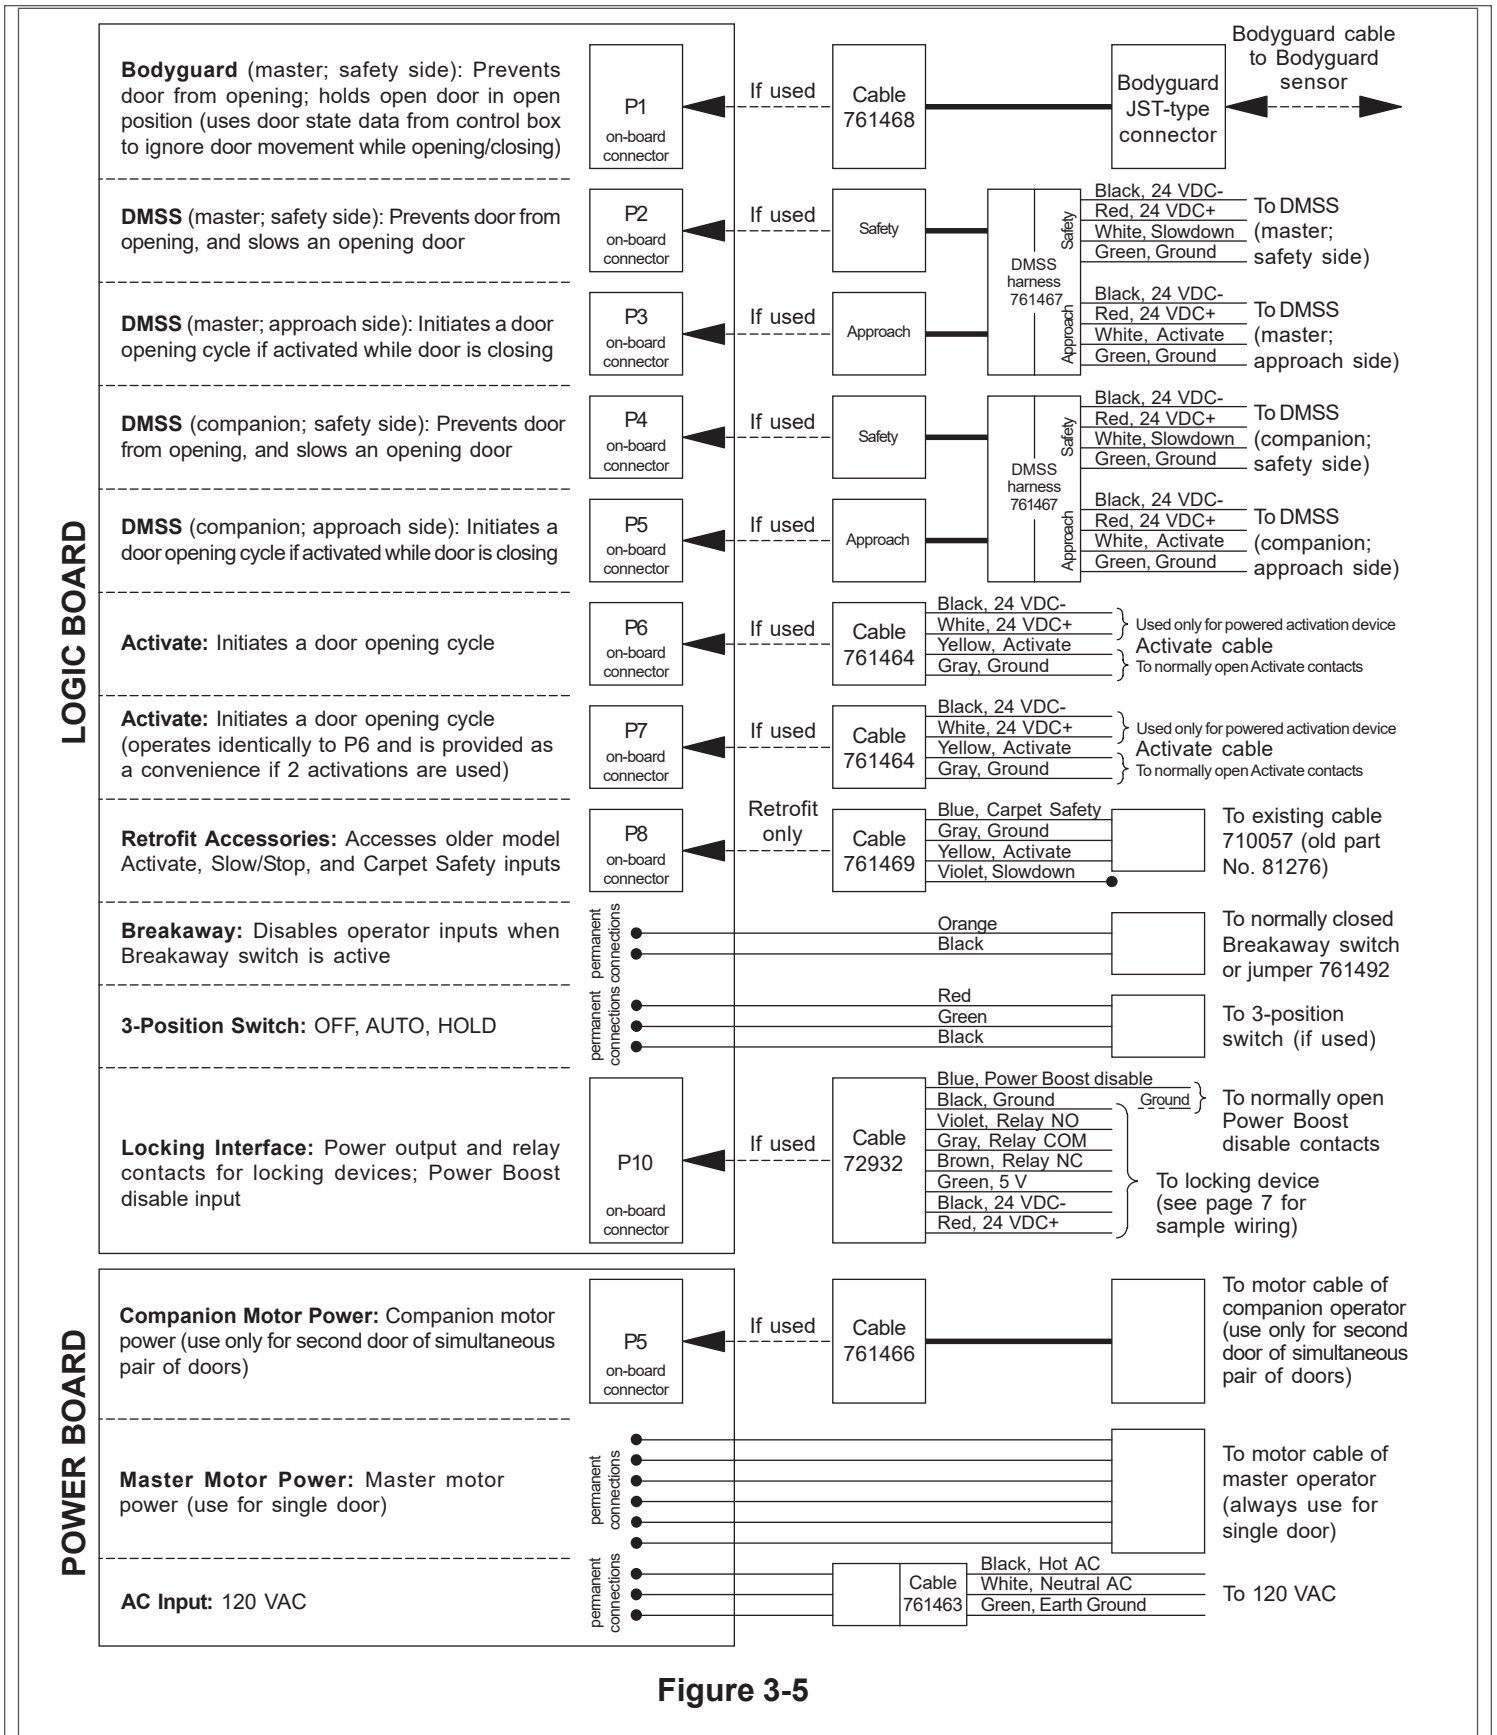 LOGIC BOARD
Bodyguard (master; safety side): Prevents
door from opening; holds open door in open
position (uses door state data from control box
to ignore door movement while opening/closing)
P1
on-board
connector
If used
Cable
761468
Bodyguard
JST-type
connector
Bodyguard cable
to Bodyguard
sensor
DMSS (master; safety side): Prevents door from
opening, and slows an opening door
P2
on-board
connector
If used
Safety
DMSS
harness
761467
Safety
Black, 24 VDC-
Red, 24 VDC+
White, Slowdown
Green, Ground
To DMSS
(master;
safety side)
DMSS (master; approach side): Initiates a door
opening cycle if activated while door is closing
P3
on-board
connector
If used
Approach
Approach
Black, 24 VDC-
Red, 24 VDC+
White, Activate
Green, Ground
To DMSS
(master;
approach side)
DMSS (companion; safety side): Prevents door
from opening, and slows an opening door
P4
on-board
connector
If used
Safety
DMSS
harness
761467
Safety
Black, 24 VDC-
Red, 24 VDC+
White, Slowdown
Green, Ground
To DMSS
(companion;
safety side)
DMSS (companion; approach side): Initiates a
door opening cycle if activated while door is closing
P5
on-board
connector
If used
Approach
Approach
Black, 24 VDC-
Red, 24 VDC+
White, Activate
Green, Ground
To DMSS
(companion;
approach side)
Activate: Initiates a door opening cycle
P6
on-board
connector
If used
Cable
761464
Black, 24 VDC-
White, 24 VDC+
Yellow, Activate
Gray, Ground
Used only for powered activation device
Activate cable
To normally open Activate contacts
Activate: Initiates a door opening cycle
(operates identically to P6 and is provided as
a convenience if 2 activations are used)
P7
on-board
connector
If used
Cable
761464
Black, 24 VDC-
White, 24 VDC+
Yellow, Activate
Gray, Ground
Used only for powered activation device
Activate cable
To normally open Activate contacts
Retrofit Accessories: Accesses older model
Activate, Slow/Stop, and Carpet Safety inputs
P8
on-board
connector
Retrofit
only
Cable
761469
Blue, Carpet Safety
Gray, Ground
Yellow, Activate
Violet, Slowdown
To existing cable
710057 (old part
No. 81276)
Breakaway: Disables operator inputs when
Breakaway switch is active
permanent
connections
Orange
Black
To normally closed
Breakaway switch
or jumper 761492
3-Position Switch: OFF, AUTO, HOLD
permanent
connections
Red
Green
Black
To 3-position
switch (if used)
Locking Interface: Power output and relay
contacts for locking devices; Power Boost
disable input
P10
on-board
connector
If used
Cable
72932
Blue, Power Boost disable
Black, Ground
Violet, Relay NO
Gray, Relay COM
Brown, Relay NC
Green, 5 V
Black, 24 VDC-
Red, 24 VDC+
Ground
To normally open
Power Boost
disable contacts
To locking device
(see page 7 for
sample wiring)
POWER BOARD
Companion Motor Power: Companion motor
power (use only for second door of simultaneous
pair of doors)
P5
on-board
connector
If used
Cable
761466
To motor cable of
companion operator
(use only for second
door of simultaneous
pair of doors)
Master Motor Power: Master motor
power (use for single door)
permanent
connections
To motor cable of
master operator
(always use for
single door)
AC Input: 120 VAC
permanent
connections
Cable
761463
Black, Hot AC
White, Neutral AC
Green, Earth Ground
To 120 VAC
Figure 3-5